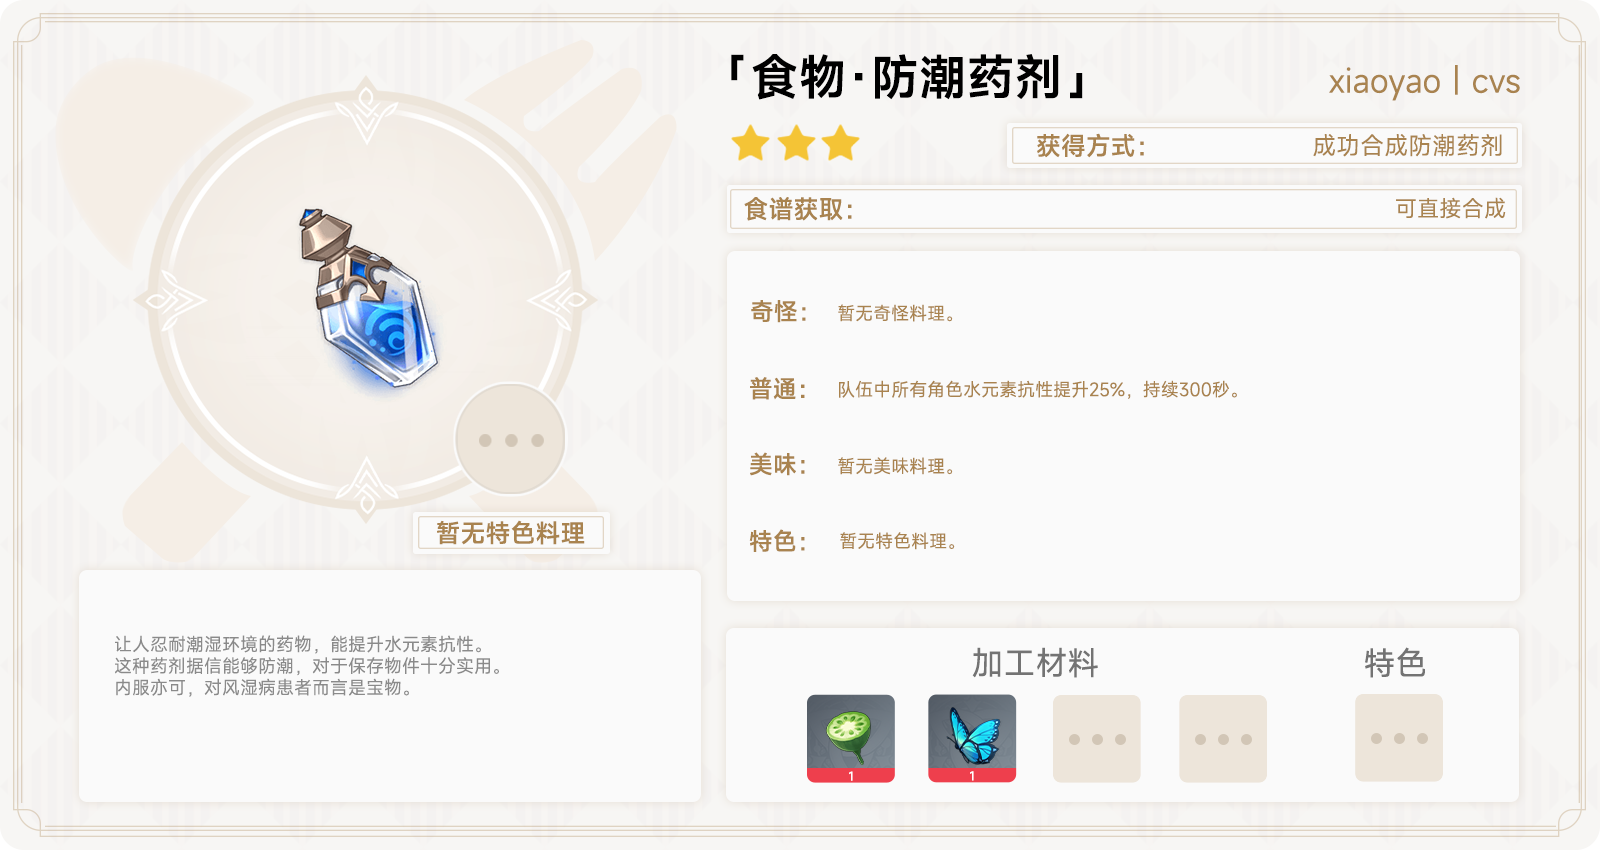 「食物·防潮药剂」
xiaoyao | cvs
获得方式： 成功合成防潮药剂
食谱获取： 可直接合成
奇怪： 暂无奇怪料理。
普通： 队伍中所有角色水元素抗性提升25%，持续300秒。
美味： 暂无美味料理。
特色： 暂无特色料理。
暂无特色料理
让人忍耐潮湿环境的药物，能提升水元素抗性。
这种药剂据信能够防潮，对于保存物件十分实用。
内服亦可，对风湿病患者而言是宝物。
加工材料 特色
1 1